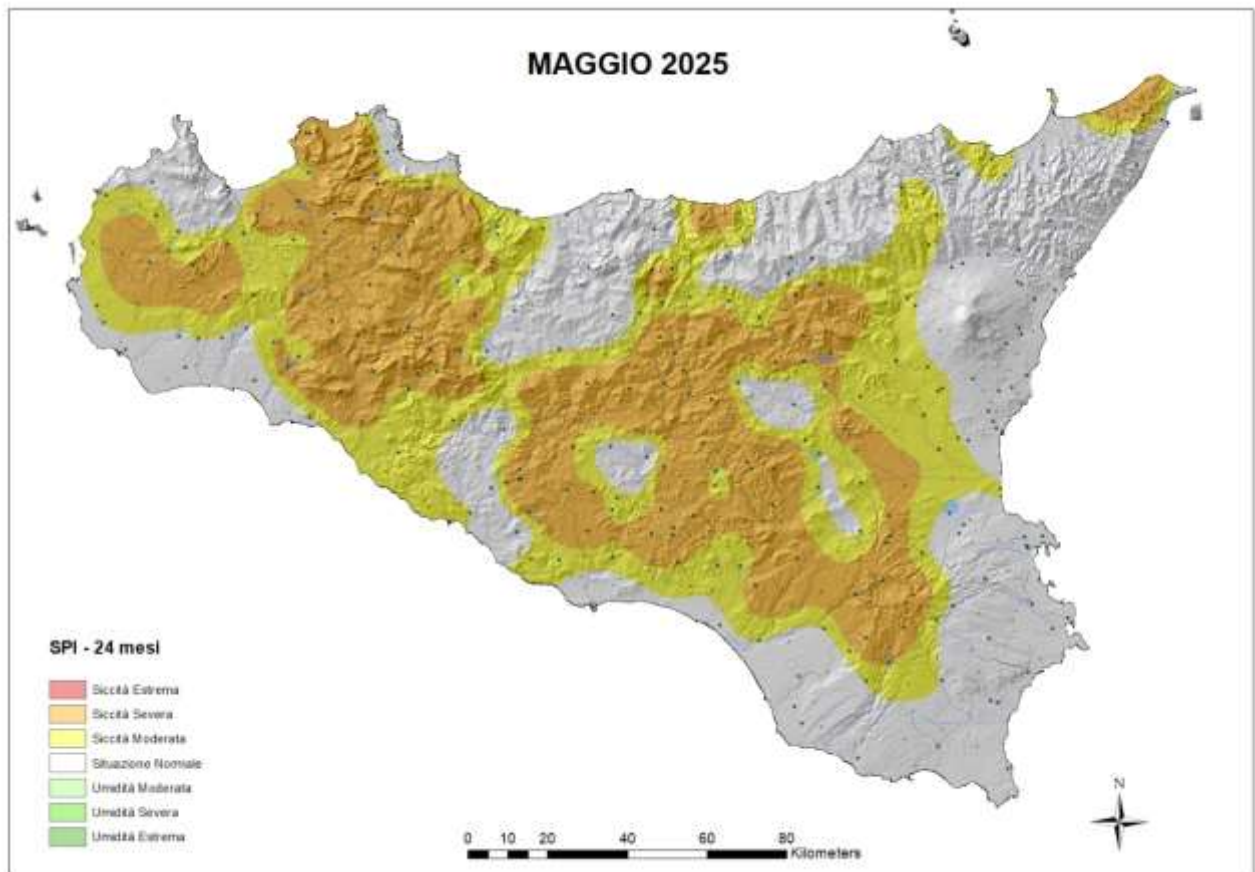 MAGGIO 2025
SPI - 24 mesi
Siccità Estrema
Siccità Severa
Siccità Moderata
Situazione Normale
Umidità Moderata
Umidità Severa
Umidità Estrema
N
0 10 20 40 60 80
Kilometers